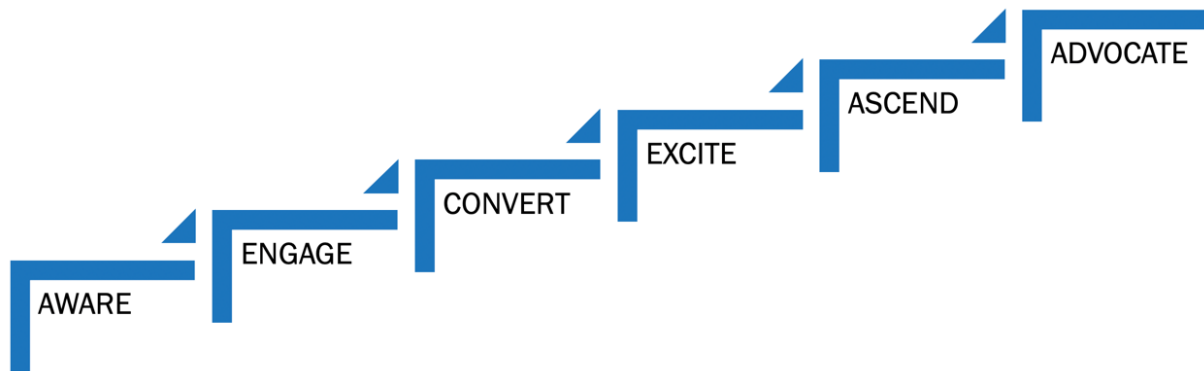 AWARE
ENGAGE
CONVERT
EXCITE
ASCEND
ADVOCATE